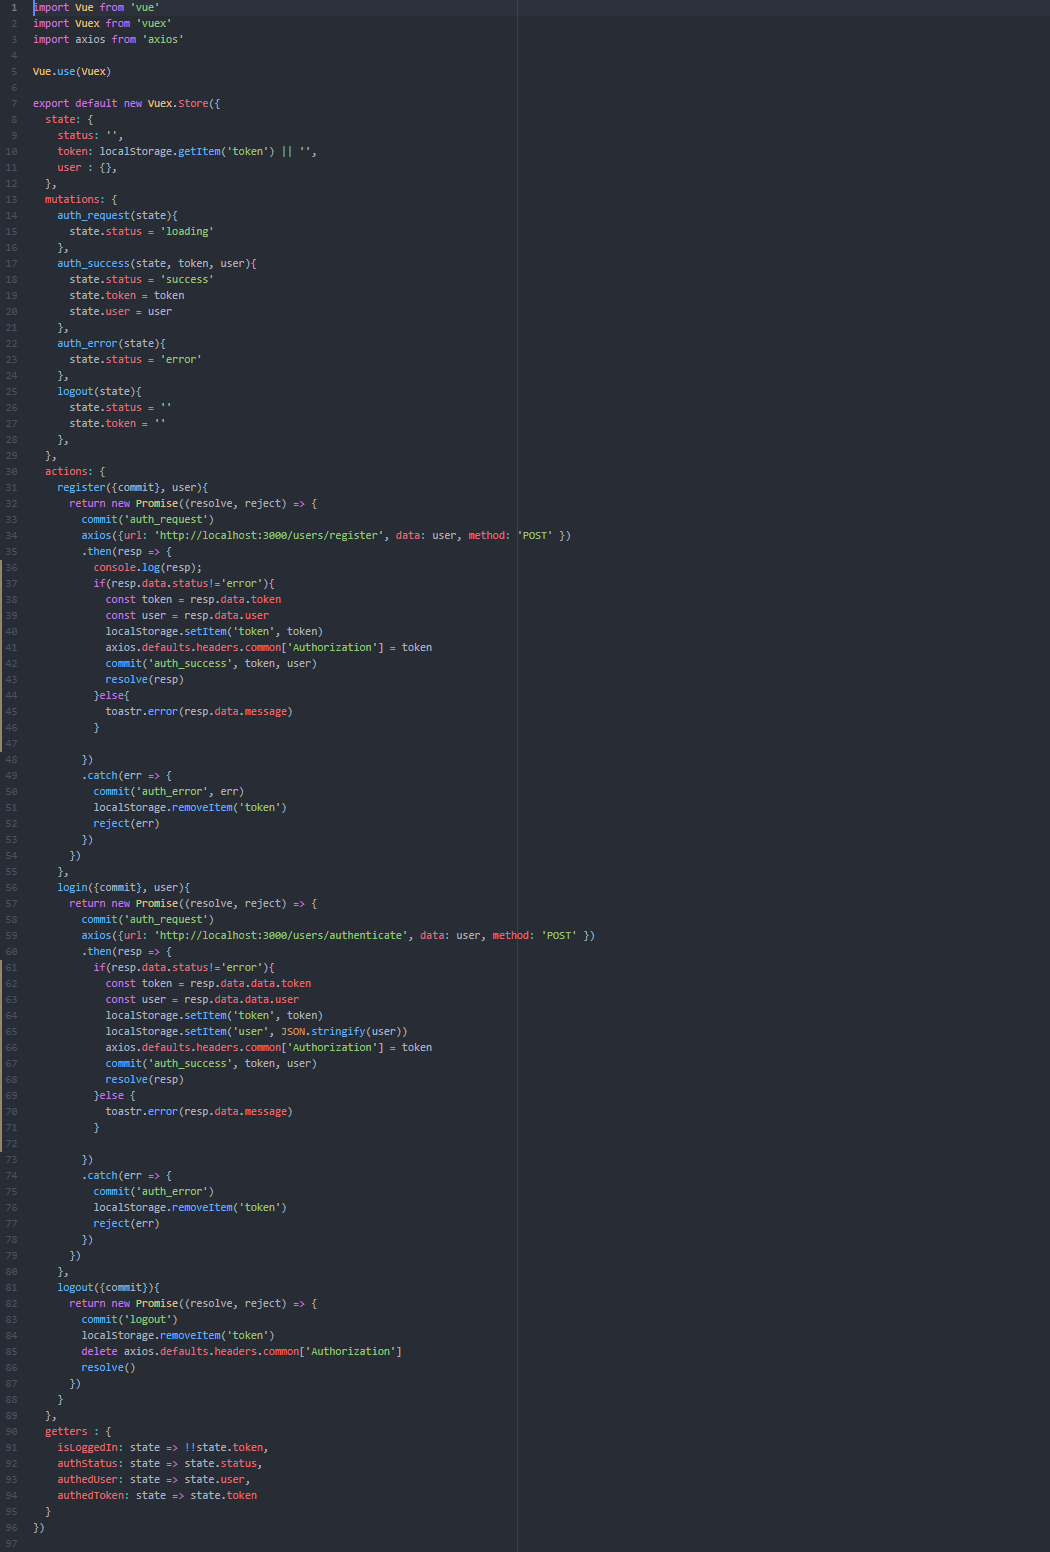 1 import Vue from 'vue'
2 import Vuex from 'vuex'
3 import axios from 'axios'
4
5 Vue.use(Vuex)
6
7 export default new Vuex.Store({
8   state: {
9     status: '',
10     token: localStorage.getItem('token') || '',
11     user : {},
12   },
13   mutations: {
14     auth_request(state){
15       state.status = 'loading'
16     },
17     auth_success(state, token, user){
18       state.status = 'success'
19       state.token = token
20       state.user = user
21     },
22     auth_error(state){
23       state.status = 'error'
24     },
25     logout(state){
26       state.status = ''
27       state.token = ''
28     },
29   },
30   actions: {
31     register({commit}, user){
32       return new Promise((resolve, reject) => {
33         commit('auth_request')
34         axios({url: 'http://localhost:3000/users/register', data: user, method: 'POST' })
35         .then(resp => {
36           console.log(resp);
37           if(resp.data.status!='error'){
38             const token = resp.data.token
39             const user = resp.data.user
40             localStorage.setItem('token', token)
41             axios.defaults.headers.common['Authorization'] = token
42             commit('auth_success', token, user)
43             resolve(resp)
44           }else{
45             toastr.error(resp.data.message)
46           }
47
48         })
49         .catch(err => {
50           commit('auth_error', err)
51           localStorage.removeItem('token')
52           reject(err)
53         })
54       })
55     },
56     login({commit}, user){
57       return new Promise((resolve, reject) => {
58         commit('auth_request')
59         axios({url: 'http://localhost:3000/users/authenticate', data: user, method: 'POST' })
60         .then(resp => {
61           if(resp.data.status!='error'){
62             const token = resp.data.data.token
63             const user = resp.data.data.user
64             localStorage.setItem('token', token)
65             localStorage.setItem('user', JSON.stringify(user))
66             axios.defaults.headers.common['Authorization'] = token
67             commit('auth_success', token, user)
68             resolve(resp)
69           }else {
70             toastr.error(resp.data.message)
71           }
72
73         })
74         .catch(err => {
75           commit('auth_error')
76           localStorage.removeItem('token')
77           reject(err)
78         })
79       })
80     },
81     logout({commit}){
82       return new Promise((resolve, reject) => {
83         commit('logout')
84         localStorage.removeItem('token')
85         delete axios.defaults.headers.common['Authorization']
86         resolve()
87       })
88     }
89   },
90   getters : {
91     isLoggedIn: state => !!state.token,
92     authStatus: state => state.status,
93     authedUser: state => state.user,
94     authedToken: state => state.token
95   }
96 })
97